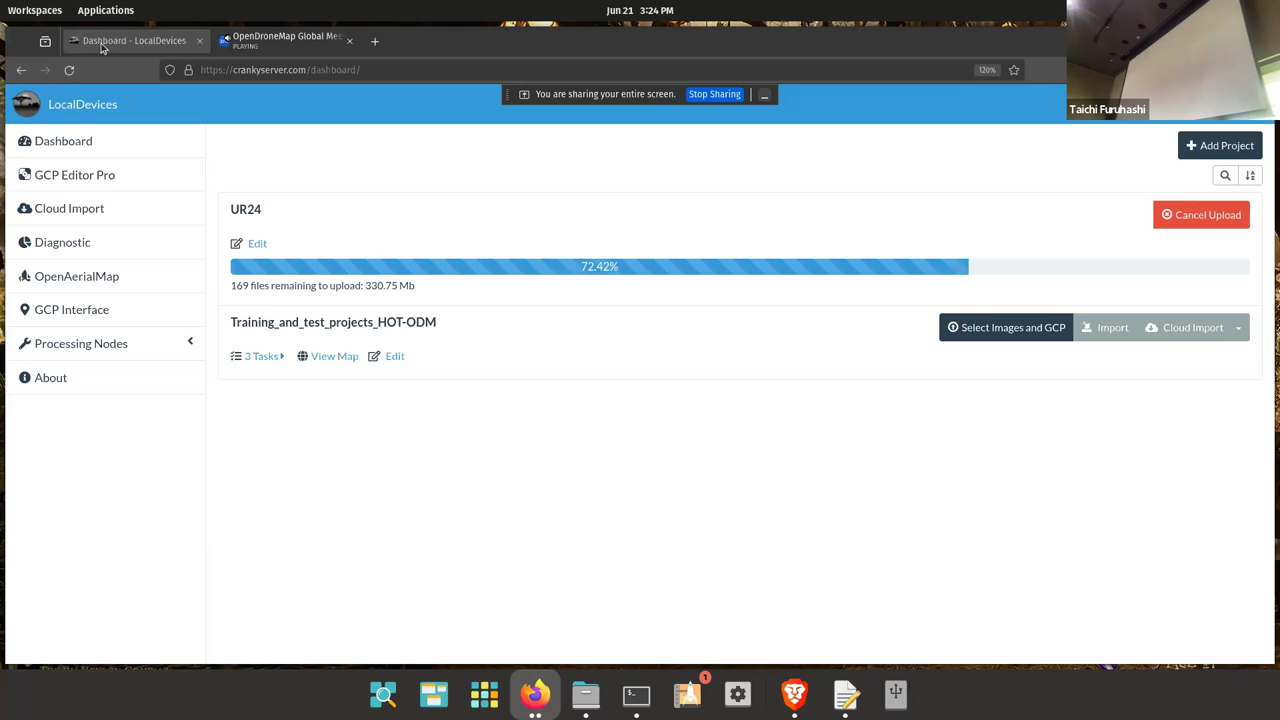 Workspaces
Applications
Jun 21 3:24 PM
Dashboard - LocalDevices
OpenDroneMap Global Mee
PLAYING
https://crankyserver.com/dashboard/
120%
LocalDevices
You are sharing your entire screen.
Stop Sharing
Taichi Furuhashi
Dashboard
GCP Editor Pro
Cloud Import
Diagnostic
OpenAerialMap
GCP Interface
Processing Nodes
About
Add Project
UR24
Cancel Upload
Edit
72.42%
169 files remaining to upload: 330.75 Mb
Training_and_test_projects_HOT-ODM
Select Images and GCP
Import
Cloud Import
3 Tasks
View Map
Edit
1